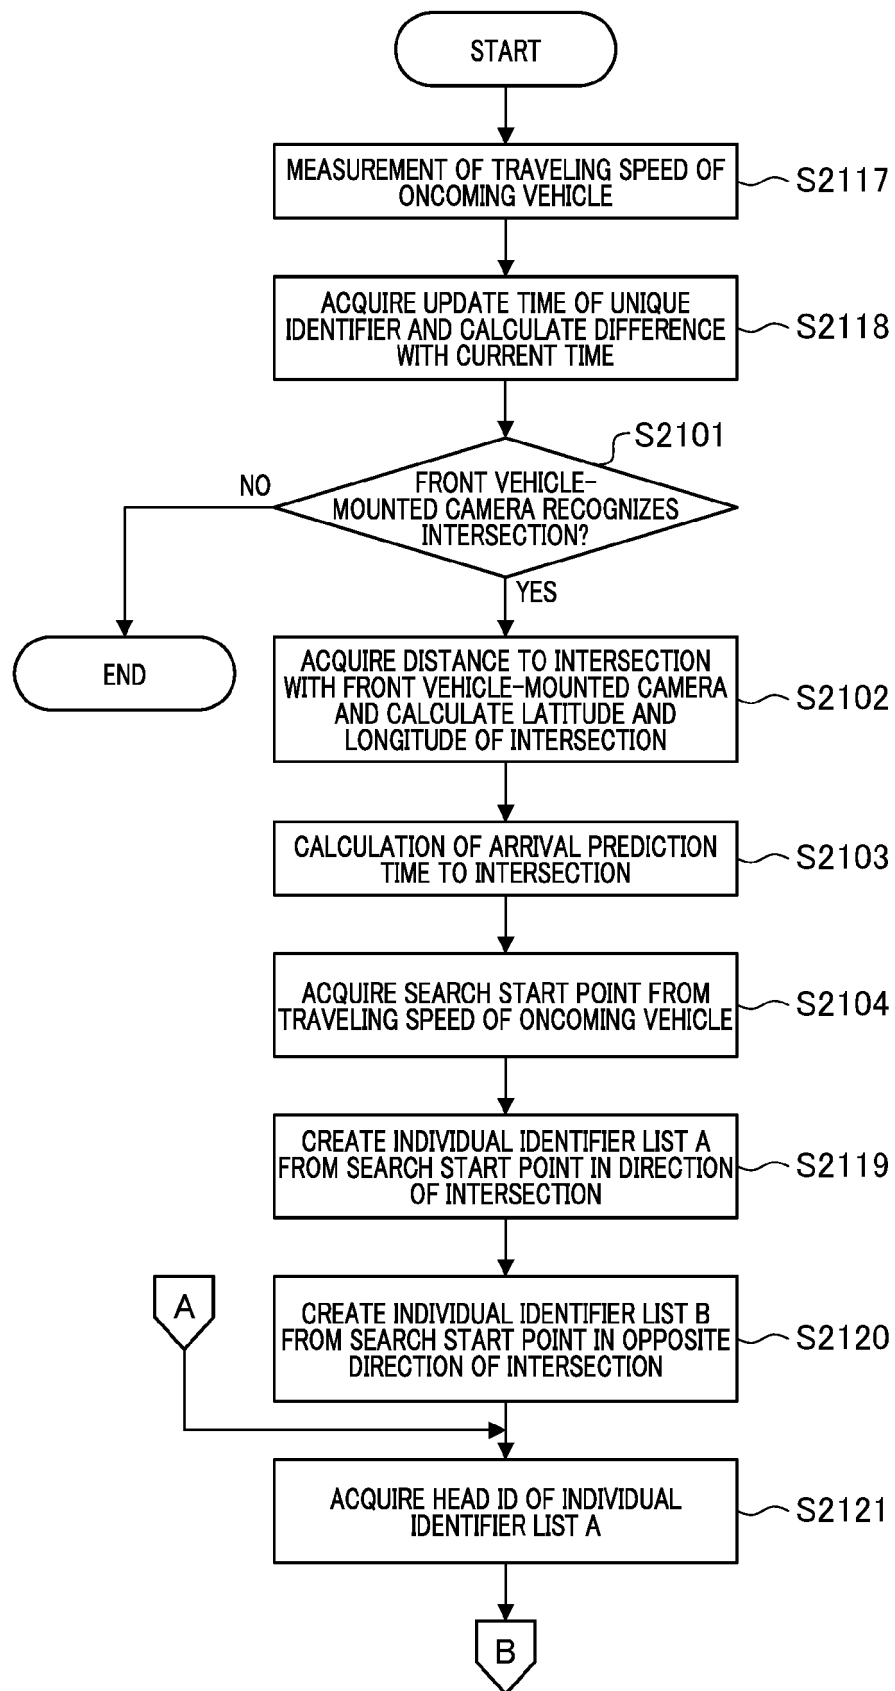 START
MEASUREMENT OF TRAVELING SPEED OF
ONCOMING VEHICLE
S2117
ACQUIRE UPDATE TIME OF UNIQUE
IDENTIFIER AND CALCULATE DIFFERENCE
WITH CURRENT TIME
S2118
S2101
FRONT VEHICLE-
MOUNTED CAMERA RECOGNIZES
INTERSECTION?
NO
YES
END
ACQUIRE DISTANCE TO INTERSECTION
WITH FRONT VEHICLE-MOUNTED CAMERA
AND CALCULATE LATITUDE AND
LONGITUDE OF INTERSECTION
S2102
CALCULATION OF ARRIVAL PREDICTION
TIME TO INTERSECTION
S2103
ACQUIRE SEARCH START POINT FROM
TRAVELING SPEED OF ONCOMING VEHICLE
S2104
CREATE INDIVIDUAL IDENTIFIER LIST A
FROM SEARCH START POINT IN DIRECTION
OF INTERSECTION
S2119
A
CREATE INDIVIDUAL IDENTIFIER LIST B
FROM SEARCH START POINT IN OPPOSITE
DIRECTION OF INTERSECTION
S2120
ACQUIRE HEAD ID OF INDIVIDUAL
IDENTIFIER LIST A
S2121
B